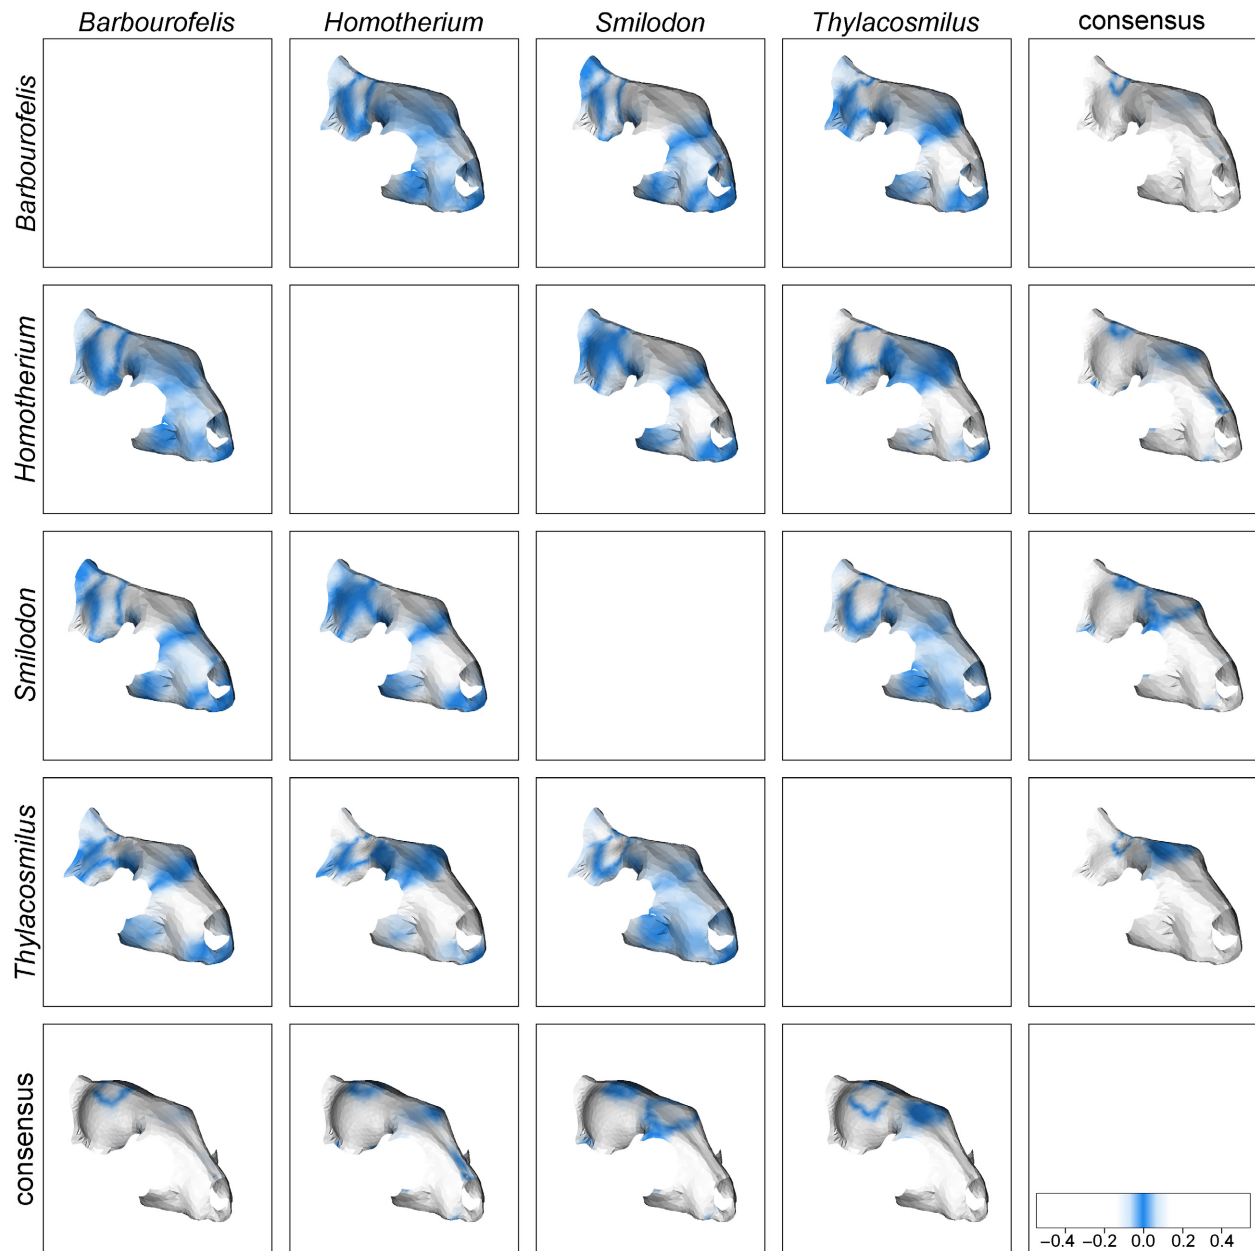 Barbourofelis Homotherium Smilodon Thylacosmilus consensus
Barbourofelis
Homotherium
Smilodon
Thylacosmilus
consensus
−0.4 −0.2 0.0 0.2 0.4